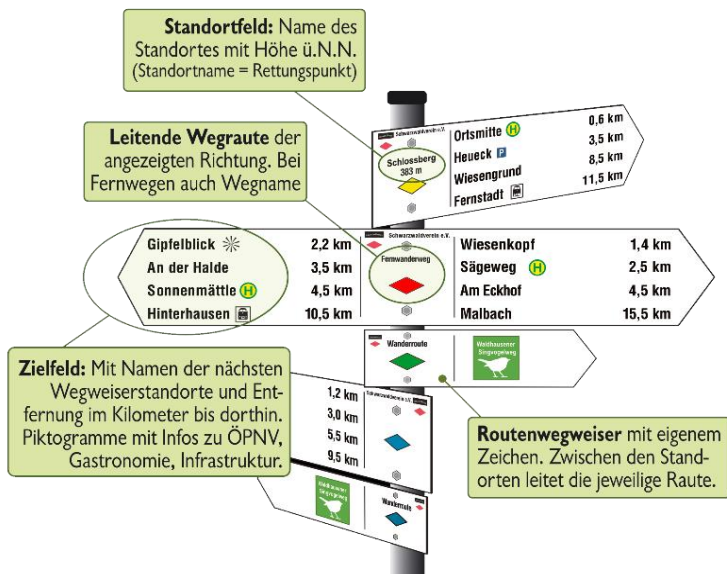 Standortfeld: Name des
Standortes mit Höhe ü.N.N.
(Standortname = Rettungspunkt)
Leitende Wegraute der
angezeigten Richtung. Bei
Fernwegen auch Wegname
Schwarzwaldverein e.V.
Schlossberg
383 m
Ortsmitte H 0,6 km
Heueck P 3,5 km
Wiesengrund 8,5 km
Fernstadt 11,5 km
Schwarzwaldverein e.V.
Fernwanderweg
Gipfelblick 2,2 km
An der Halde 3,5 km
Sonnenmättle H 4,5 km
Hinterhausen 10,5 km
Wiesenkopf 1,4 km
Sägeweg H 2,5 km
Am Eckhof 4,5 km
Malbach 15,5 km
Wanderroute
Waldhausener
Singvogelweg
Zielfeld: Mit Namen der nächsten
Wegweiserstandorte und Ent-
fernung im Kilometer bis dorthin.
Piktogramme mit Infos zu ÖPNV,
Gastronomie, Infrastruktur.
1,2 km
3,0 km
5,5 km
9,5 km
Schwarzwaldverein e.V.
Routenwegweiser mit eigenem
Zeichen. Zwischen den Stand-
orten leitet die jeweilige Raute.
Waldhausener
Singvogelweg
Wanderroute